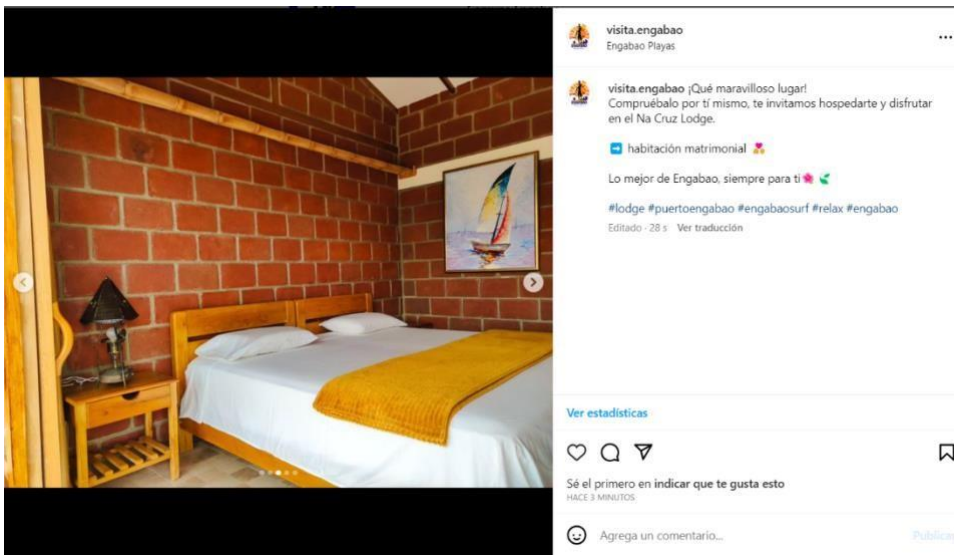 visita.engabao
Engabao Playas
visita.engabao ¡Qué maravilloso lugar!
Compruébalo por tí mismo, te invitamos hospedarte y disfrutar
en el Na Cruz Lodge.
➡️ habitación matrimonial 💑
Lo mejor de Engabao, siempre para ti🌺 🌿
#lodge #puertoengabao #engabaosurf #relax #engabao
Editado · 28 s Ver traducción
Ver estadísticas
Sé el primero en indicar que te gusta esto
HACE 3 MINUTOS
Agrega un comentario...